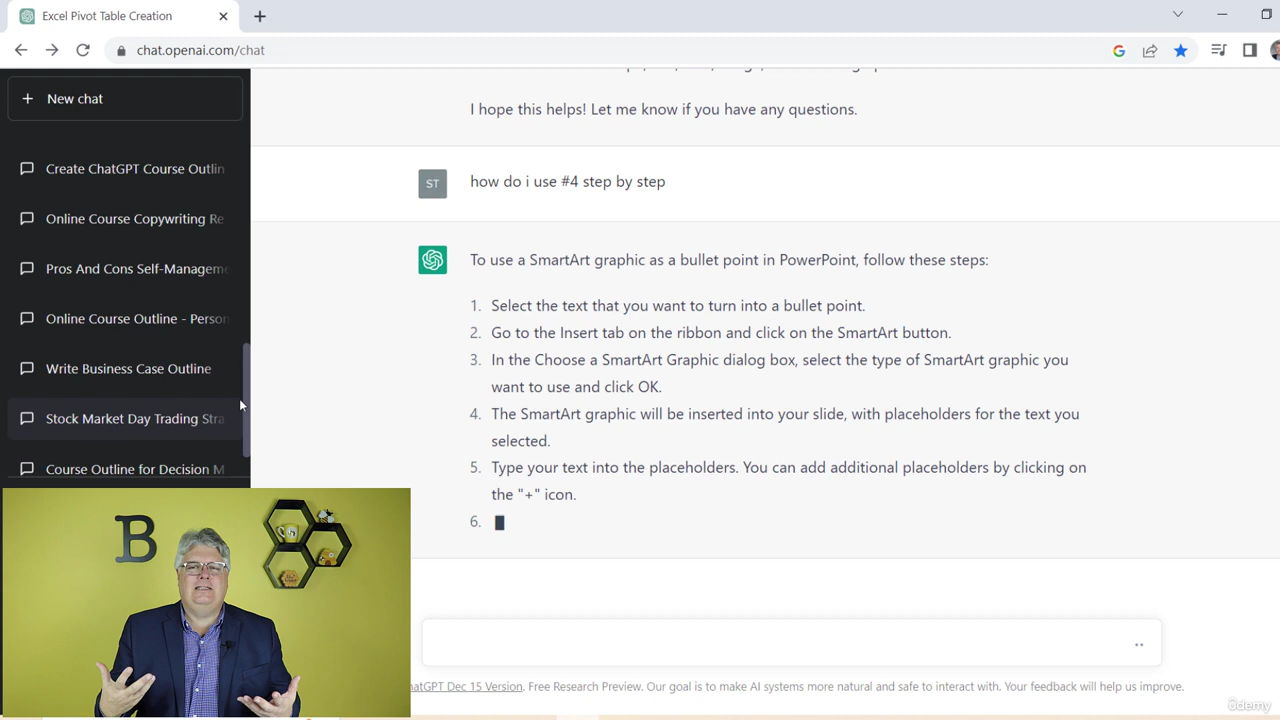 Excel Pivot Table Creation
chat.openai.com/chat
New chat
Create ChatGPT Course Outlin
Online Course Copywriting Re
Pros And Cons Self-Manageme
Online Course Outline - Person
Write Business Case Outline
Stock Market Day Trading Stra
Course Outline for Decision M
I hope this helps! Let me know if you have any questions.
ST
how do i use #4 step by step
To use a SmartArt graphic as a bullet point in PowerPoint, follow these steps:
1. Select the text that you want to turn into a bullet point.
2. Go to the Insert tab on the ribbon and click on the SmartArt button.
3. In the Choose a SmartArt Graphic dialog box, select the type of SmartArt graphic you
want to use and click OK.
4. The SmartArt graphic will be inserted into your slide, with placeholders for the text you
selected.
5. Type your text into the placeholders. You can add additional placeholders by clicking on
the "+" icon.
6.
B
hatGPT Dec 15 Version. Free Research Preview. Our goal is to make AI systems more natural and safe to interact with. Your feedback will help us improve.
ûdemy